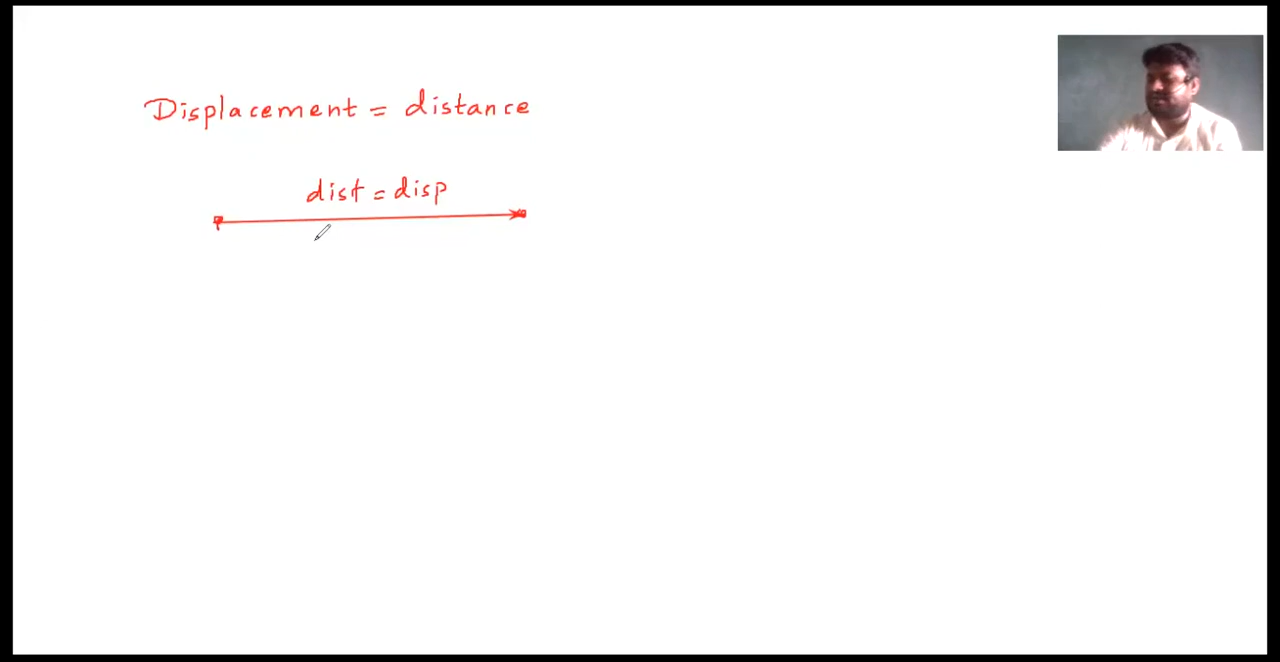 Displacement = distance
dist = disp